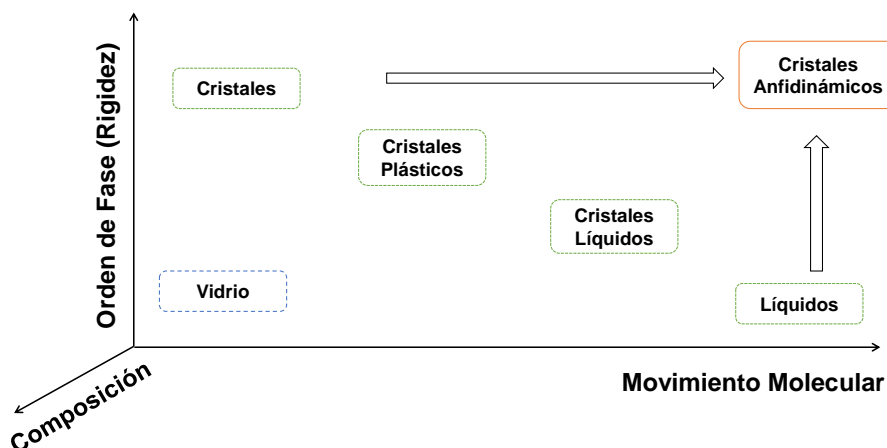 Orden de Fase (Rigidez)
Cristales
Cristales
Anfidinámicos
Cristales
Plásticos
Cristales
Líquidos
Vidrio
Líquidos
Composición
Movimiento Molecular